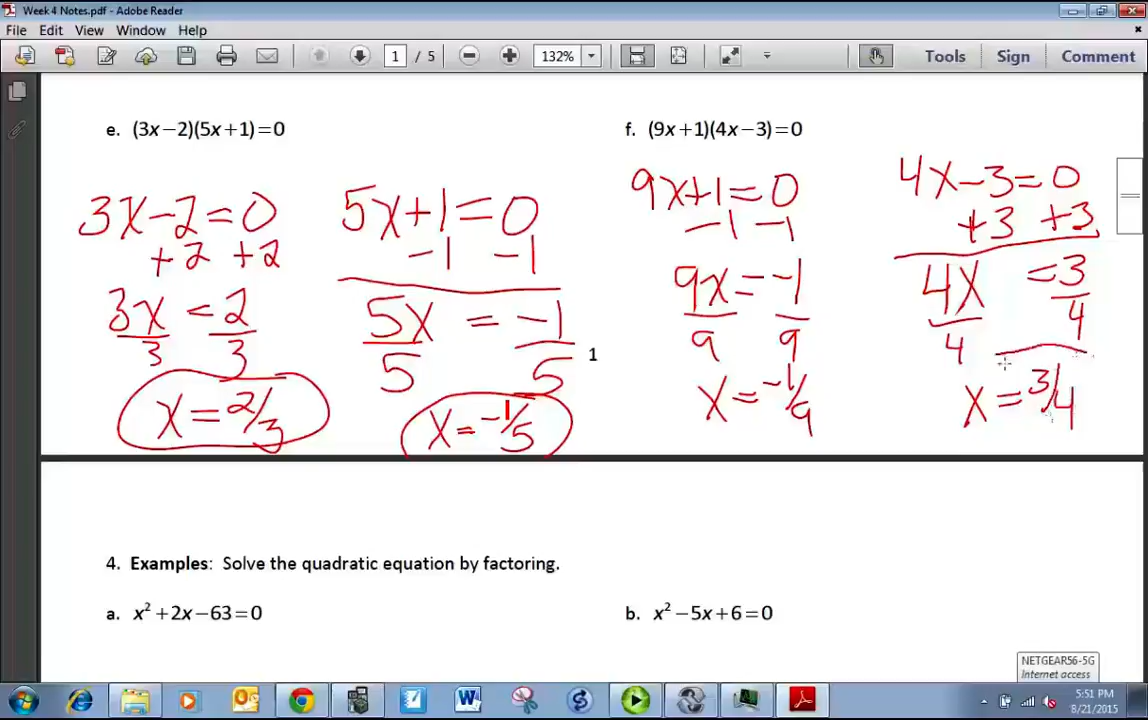 Week 4 Notes.pdf - Adobe Reader
File Edit View Window Help
1 / 5 132% Tools Sign Comment
e. (3x−2)(5x+1)=0
3x−2=0
+2 +2
3x = 2
3 3
x = 2/3
5x+1=0
−1 −1
5x = −1
5 5
x = −1/5
1
f. (9x+1)(4x−3)=0
9x+1=0
−1 −1
9x = −1
9 9
x = −1/9
4x−3=0
+3 +3
4x = 3
4 4
x = 3/4
4. Examples: Solve the quadratic equation by factoring.
a. x² +2x−63=0
b. x² −5x+6=0
NETGEAR56-5G
Internet access
5:51 PM
8/21/2015